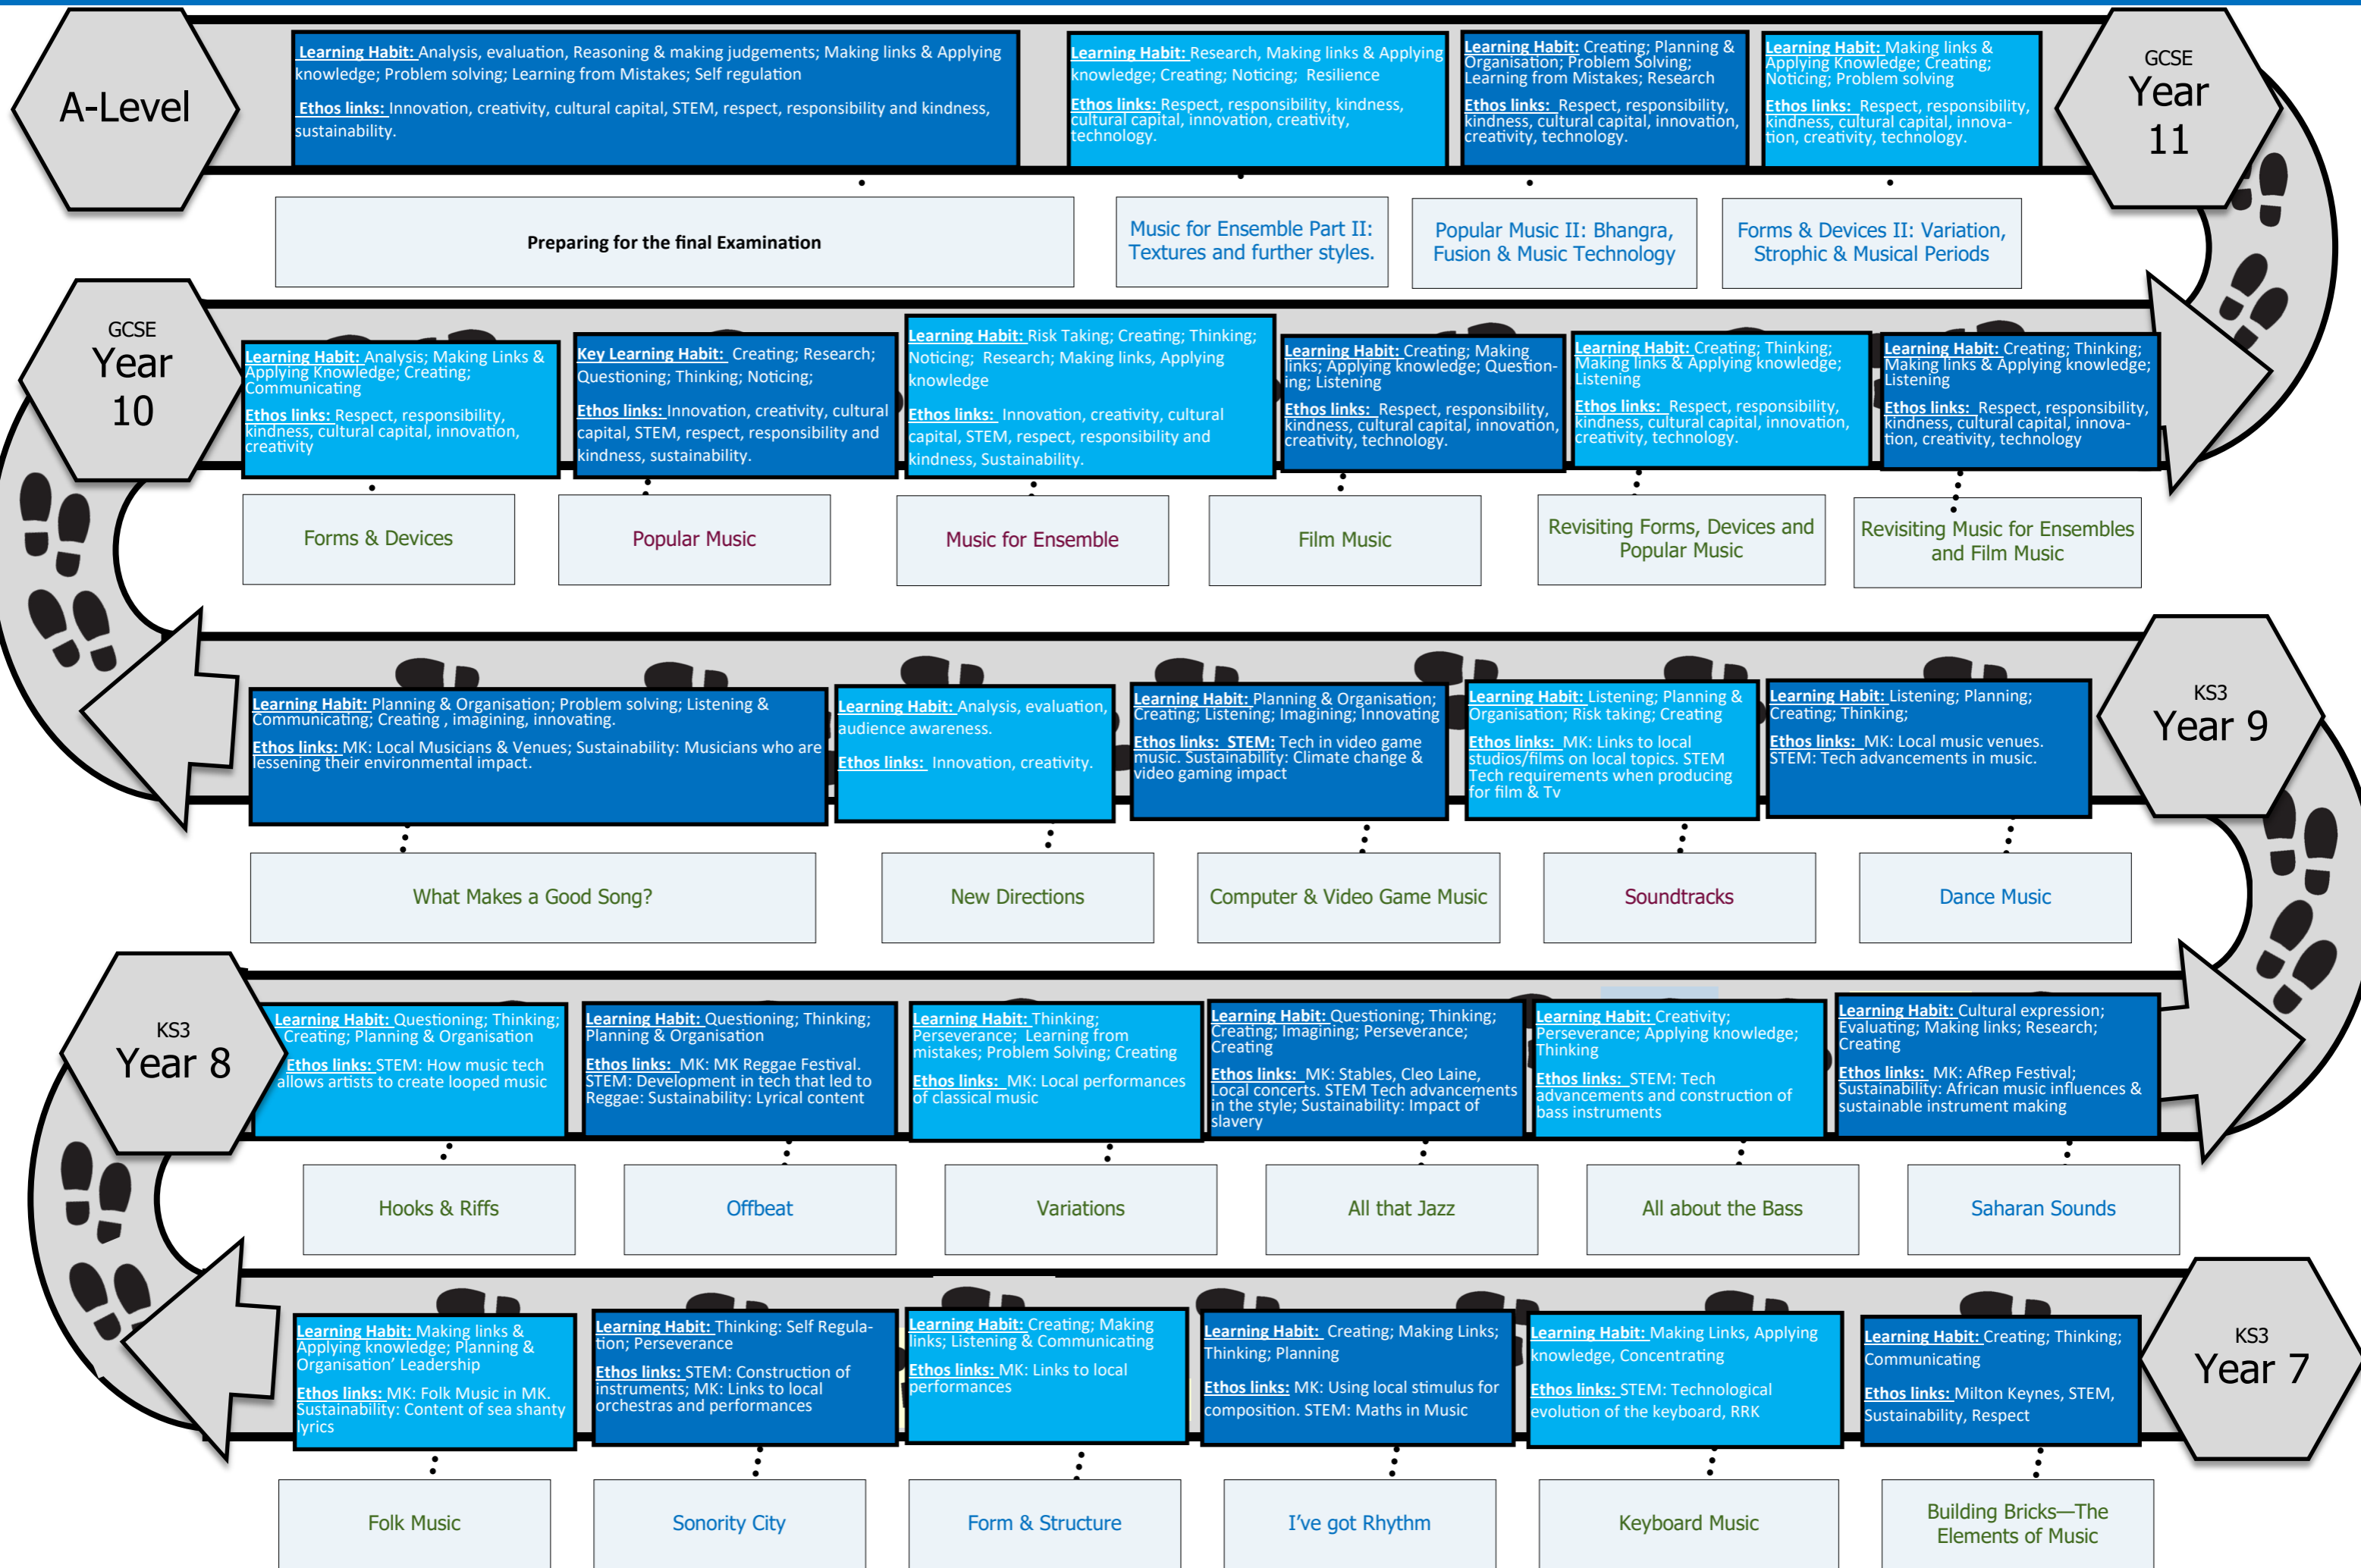 A-Level
Learning Habit: Analysis, evaluation, Reasoning & making judgements; Making links & Applying
knowledge; Problem solving; Learning from Mistakes; Self regulation
Ethos links: Innovation, creativity, cultural capital, STEM, respect, responsibility and kindness,
sustainability.
Learning Habit: Research, Making links & Applying
knowledge; Creating; Noticing; Resilience
Ethos links: Respect, responsibility, kindness,
cultural capital, innovation, creativity,
technology.
Learning Habit: Creating; Planning &
Organisation; Problem Solving;
Learning from Mistakes; Research
Ethos links: Respect, responsibility,
kindness, cultural capital, innovation,
creativity, technology.
Learning Habit: Making links &
Applying Knowledge; Creating;
Noticing; Problem solving
Ethos links: Respect, responsibility,
kindness, cultural capital, innova-
tion, creativity, technology.
GCSE
Year
11
Preparing for the final Examination
Music for Ensemble Part II:
Textures and further styles.
Popular Music II: Bhangra,
Fusion & Music Technology
Forms & Devices II: Variation,
Strophic & Musical Periods
GCSE
Year
10
Learning Habit: Analysis; Making Links &
Applying Knowledge; Creating;
Communicating
Ethos links: Respect, responsibility,
kindness, cultural capital, innovation,
creativity
Key Learning Habit: Creating; Research;
Questioning; Thinking; Noticing;
Ethos links: Innovation, creativity, cultural
capital, STEM, respect, responsibility and
kindness, sustainability.
Learning Habit: Risk Taking; Creating; Thinking;
Noticing; Research; Making links, Applying
knowledge
Ethos links: Innovation, creativity, cultural
capital, STEM, respect, responsibility and
kindness, Sustainability.
Learning Habit: Creating; Making
links; Applying knowledge; Question-
ing; Listening
Ethos links: Respect, responsibility,
kindness, cultural capital, innovation,
creativity, technology.
Learning Habit: Creating; Thinking;
Making links & Applying knowledge;
Listening
Ethos links: Respect, responsibility,
kindness, cultural capital, innovation,
creativity, technology.
Learning Habit: Creating; Thinking;
Making links & Applying knowledge;
Listening
Ethos links: Respect, responsibility,
kindness, cultural capital, innova-
tion, creativity, technology
Forms & Devices
Popular Music
Music for Ensemble
Film Music
Revisiting Forms, Devices and
Popular Music
Revisiting Music for Ensembles
and Film Music
Learning Habit: Planning & Organisation; Problem solving; Listening &
Communicating; Creating , imagining, innovating.
Ethos links: MK: Local Musicians & Venues; Sustainability: Musicians who are
lessening their environmental impact.
Learning Habit: Analysis, evaluation,
audience awareness.
Ethos links: Innovation, creativity.
Learning Habit: Planning & Organisation;
Creating; Listening; Imagining; Innovating
Ethos links: STEM: Tech in video game
music. Sustainability: Climate change &
video gaming impact
Learning Habit: Listening; Planning &
Organisation; Risk taking; Creating
Ethos links: MK: Links to local
studios/films on local topics. STEM
Tech requirements when producing
for film & Tv
Learning Habit: Listening; Planning;
Creating; Thinking;
Ethos links: MK: Local music venues.
STEM: Tech advancements in music.
KS3
Year 9
What Makes a Good Song?
New Directions
Computer & Video Game Music
Soundtracks
Dance Music
KS3
Year 8
Learning Habit: Questioning; Thinking;
Creating; Planning & Organisation
Ethos links: STEM: How music tech
allows artists to create looped music
Learning Habit: Questioning; Thinking;
Planning & Organisation
Ethos links: MK: MK Reggae Festival.
STEM: Development in tech that led to
Reggae: Sustainability: Lyrical content
Learning Habit: Thinking;
Perseverance; Learning from
mistakes; Problem Solving; Creating
Ethos links: MK: Local performances
of classical music
Learning Habit: Questioning; Thinking;
Creating; Imagining; Perseverance;
Creating
Ethos links: MK: Stables, Cleo Laine,
Local concerts. STEM Tech advancements
in the style; Sustainability: Impact of
slavery
Learning Habit: Creativity;
Perseverance; Applying knowledge;
Thinking
Ethos links: STEM: Tech
advancements and construction of
bass instruments
Learning Habit: Cultural expression;
Evaluating; Making links; Research;
Creating
Ethos links: MK: AfRep Festival;
Sustainability: African music influences &
sustainable instrument making
Hooks & Riffs
Offbeat
Variations
All that Jazz
All about the Bass
Saharan Sounds
Learning Habit: Making links &
Applying knowledge; Planning &
Organisation’ Leadership
Ethos links: MK: Folk Music in MK.
Sustainability: Content of sea shanty
lyrics
Learning Habit: Thinking: Self Regula-
tion; Perseverance
Ethos links: STEM: Construction of
instruments; MK: Links to local
orchestras and performances
Learning Habit: Creating; Making
links; Listening & Communicating
Ethos links: MK: Links to local
performances
Learning Habit: Creating; Making Links;
Thinking; Planning
Ethos links: MK: Using local stimulus for
composition. STEM: Maths in Music
Learning Habit: Making Links, Applying
knowledge, Concentrating
Ethos links: STEM: Technological
evolution of the keyboard, RRK
Learning Habit: Creating; Thinking;
Communicating
Ethos links: Milton Keynes, STEM,
Sustainability, Respect
KS3
Year 7
Folk Music
Sonority City
Form & Structure
I’ve got Rhythm
Keyboard Music
Building Bricks—The
Elements of Music